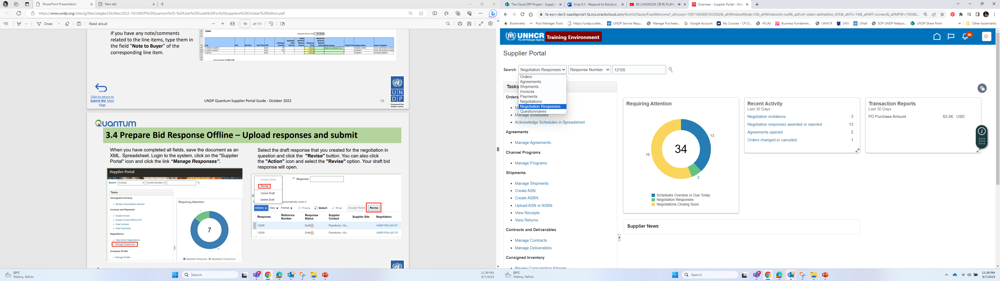 PowerPoint Presentation
New tab
https://www.undp.org/sites/g/files/zskgke326/files/2022-10/UNDP%20Quantum%20-%20User%20Guide%20For%20suppliers%20October%20Edition.pdf
Draw
Read aloud
59 of 111
If you have any note/comments
related to the line items, type them in
the field "Note to Buyer" of the
corresponding line item.
Lines
Response Amount (USD)
Click to return to
Submit Bid Main
Page
UNDP Quantum Supplier Portal Guide - October 2022
58
U N
D P
Empowered lives.
Resilient nations.
Quantum
3.4 Prepare Bid Response Offline – Upload responses and submit
When you have completed all fields, save the document as an
XML. Spreadsheet. Login to the system, click on the "Supplier
Portal" icon and click the link "Manage Responses".
Select the draft response that you created for the negotiation in
question and click the "Revise" button. You can also click
the "Action" icon and select the "Revise" option. Your draft bid
response will open.
Supplier Portal
Search Invoices Invoice Number
Tasks
Consigned Inventory
Review Consumption Advices
Invoices and Payments
Create Invoice
Create Invoice Without PO
View Invoices
View Payments
Negotiations
View Active Negotiations
Manage Responses
Company Profile
Manage Profile
Requiring Attention
1
7
6
Negotiation Responses Negotiations Closing Soon
Accept Terms
Revise
Unlock Draft
Delete Draft
** Response
automatically locks it.
Actions View Format Freeze Detach Wrap Accept Terms Revise
Response Reference Number Response Status Supplier Contact Supplier Site Negotiation
13206 Draft Popnikolov, Vla... UNDP-PSU-00157
13209 Draft Popnikolov, Vla... UNDP-PSU-00179
20°C
Többny. felhős
Search
11:39 PM
9/7/2023
The Cloud ERP Project - Supply
Scrip 9.1 - Respond to Bid.docx
(9) JUNGKOOK (정국) PLAYL
Overview - Supplier Portal - Orac
fa-esrv-dev3-saasfaprod1.fa.ocs.oraclecloud.com/fscmUI/faces/FuseWelcome?_afrLoop=15811426681633362&_afrWindowMode=0&_afrWindowId=null&_adf.ctrl-state=ablha4stw_435&_afrFS=16&_afrMT=screen&_afrMFW=1920&...
Bookmarks Pool Manager Tools https://undp.custhe... UNDP Service Requ... Manage Purchase... Google Account My Courses - CFI D... ATLAS Business Fundamen... UNHCR UNV UNall SOP UNDP Malaysi... UNDP Share Point » Other bookmarks
UNHCR
The UN Refugee Agency
Training Environment
96
O
Supplier Portal
Search Negotiation Responses Response Number 12105
Orders
Agreements
Shipments
Invoices
Payments
Negotiations
Negotiation Responses
Questionnaires
Tasks
Orders
Manage Schedules
Acknowledge Schedules in Spreadsheet
Agreements
Manage Agreements
Channel Programs
Manage Programs
Shipments
Manage Shipments
Create ASN
Create ASBN
Upload ASN or ASBN
View Receipts
View Returns
Contracts and Deliverables
Manage Contracts
Manage Deliverables
Consigned Inventory
Review Consumption Advices
Requiring Attention
13
34
19
2
Schedules Overdue or Due Today
Negotiation Responses
Negotiations Closing Soon
Recent Activity
Last 30 Days
Negotiation invitations 3
Negotiation responses awarded or rejected 13
Agreements opened 2
Orders changed or canceled 1
Transaction Reports
Last 30 Days
PO Purchase Amount 63.2K USD
Supplier News
20°C
Többny. felhős
Search
11:39 PM
9/7/2023